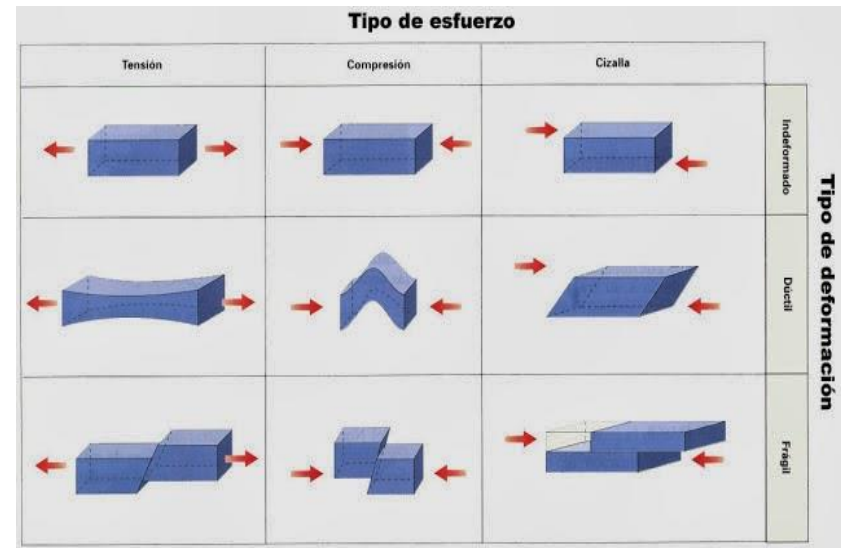 Tipo de esfuerzo
Tensión
Compresión
Cizalla
Indeformado
Dúctil
Frágil
Tipo de deformación